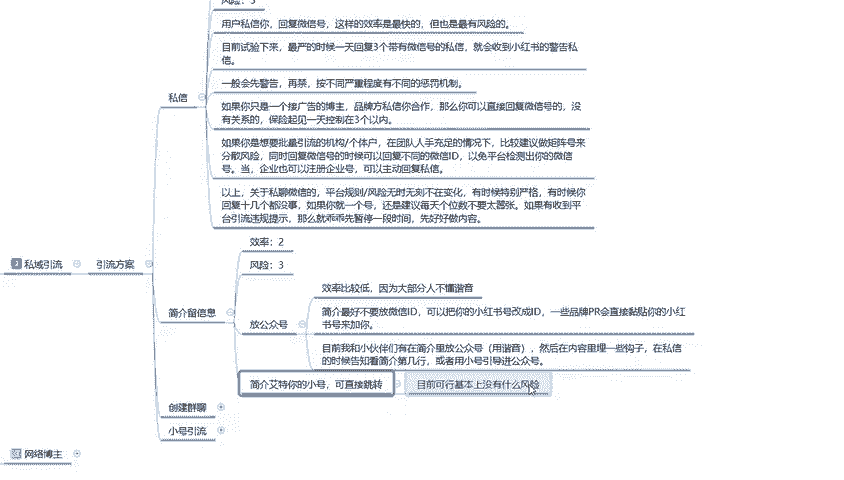 风险：5
用户私信你，回复微信号，这样的效率是最快的，但也是最有风险的。
目前试验下来，最严的时候一天回复3个带有微信号的私信，就会收到小红书的警告私
信。
一般会先警告，再禁，按不同严重程度有不同的惩罚机制。
私信
如果你只是一个接广告的博主，品牌方私信你合作，那么你可以直接回复微信号的，没
有关系的，保险起见一天控制在3个以内。
如果你是想要批量引流的机构/个体户，在团队人手充足的情况下，比较建议做矩阵号来
分散风险，同时回复微信号的时候可以回复不同的微信ID，以免平台检测出你的微信
号。当，企业也可以注册企业号，可以主动回复私信。
以上，关于私聊微信的，平台规则/风险无时无刻不在变化，有时候特别严格，有时候你
回复十几个都没事，如果你就一个号，还是建议每天个位数不要太嚣张。如果有收到平
台引流违规提示，那么就乖乖先暂停一段时间，先好好做内容。
2 私域引流
引流方案
效率：2
风险：3
简介留信息
放公众号
效率比较低，因为大部分人不懂谐音
简介最好不要放微信ID，可以把你的小红书号改成ID，一些品牌PR会直接黏贴你的小红
书号来加你。
目前我和小伙伴们有在简介里放公众号（用谐音），然后在内容里埋一些钩子，在私信
的时候告知看简介第几行，或者用小号引导进公众号。
简介艾特你的小号，可直接跳转
目前可行基本上没有什么风险
创建群聊
小号引流
网络博主